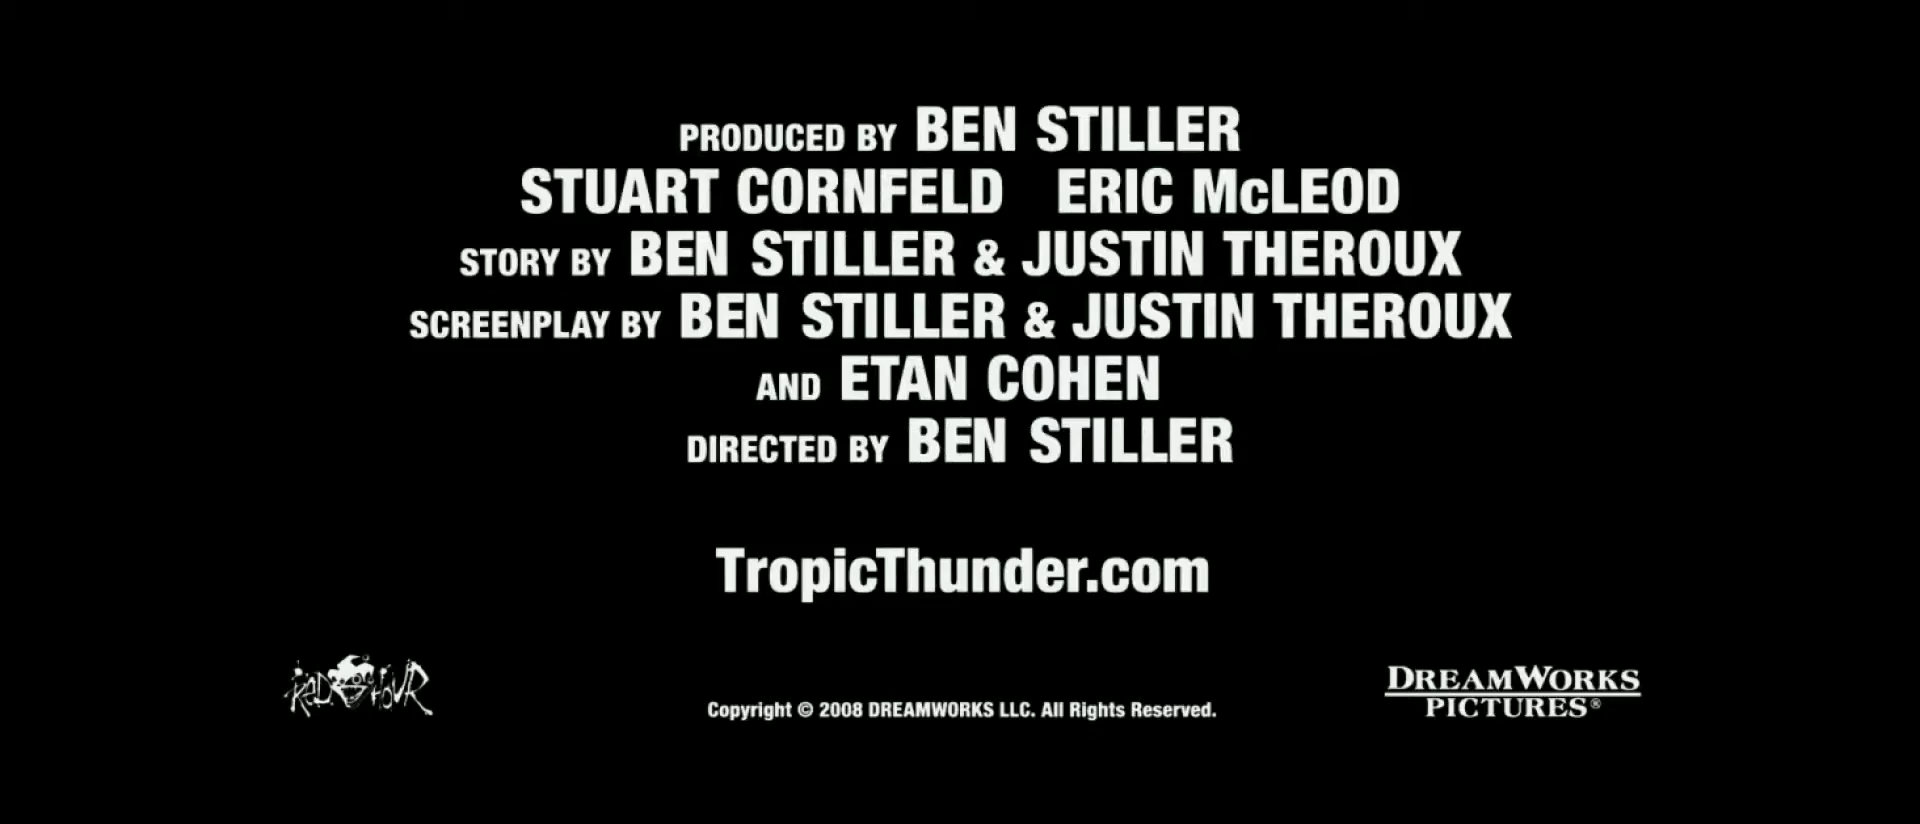 PRODUCED BY BEN STILLER
STUART CORNFELD ERIC McLEOD
STORY BY BEN STILLER & JUSTIN THEROUX
SCREENPLAY BY BEN STILLER & JUSTIN THEROUX
AND ETAN COHEN
DIRECTED BY BEN STILLER
TropicThunder.com
RED HOUR
Copyright © 2008 DREAMWORKS LLC. All Rights Reserved.
DREAMWORKS
PICTURES®